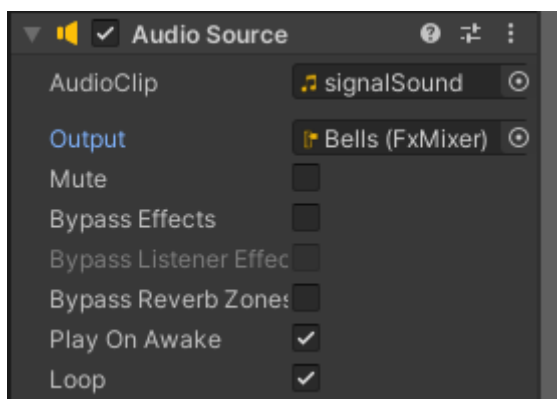 Audio Source
AudioClip signalSound
Output Bells (FxMixer)
Mute
Bypass Effects
Bypass Listener Effec
Bypass Reverb Zones
Play On Awake
Loop